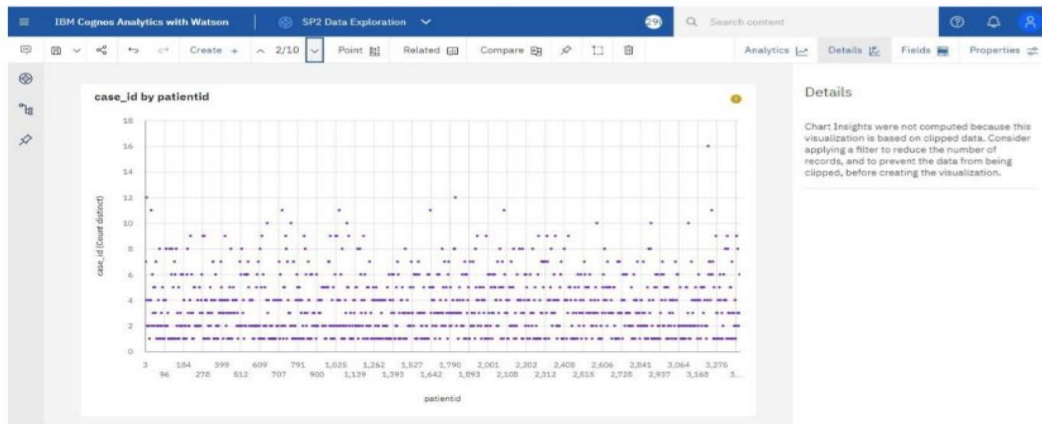 IBM Cognos Analytics with Watson
SP2 Data Exploration
29
Search content
Create
2/10
Point
Related
Compare
Analytics
Details
Fields
Properties
case_id by patientid
case_id (Count distinct)
18
16
14
12
10
8
6
4
2
0
3 184 399 609 791 1,025 1,262 1,527 1,790 2,001 2,202 2,408 2,606 2,841 3,064 3,276
96 278 512 707 900 1,139 1,393 1,642 1,893 2,108 2,312 2,515 2,728 2,937 3,168 3...
patientid
Details
Chart Insights were not computed because this
visualization is based on clipped data. Consider
applying a filter to reduce the number of
records, and to prevent the data from being
clipped, before creating the visualization.